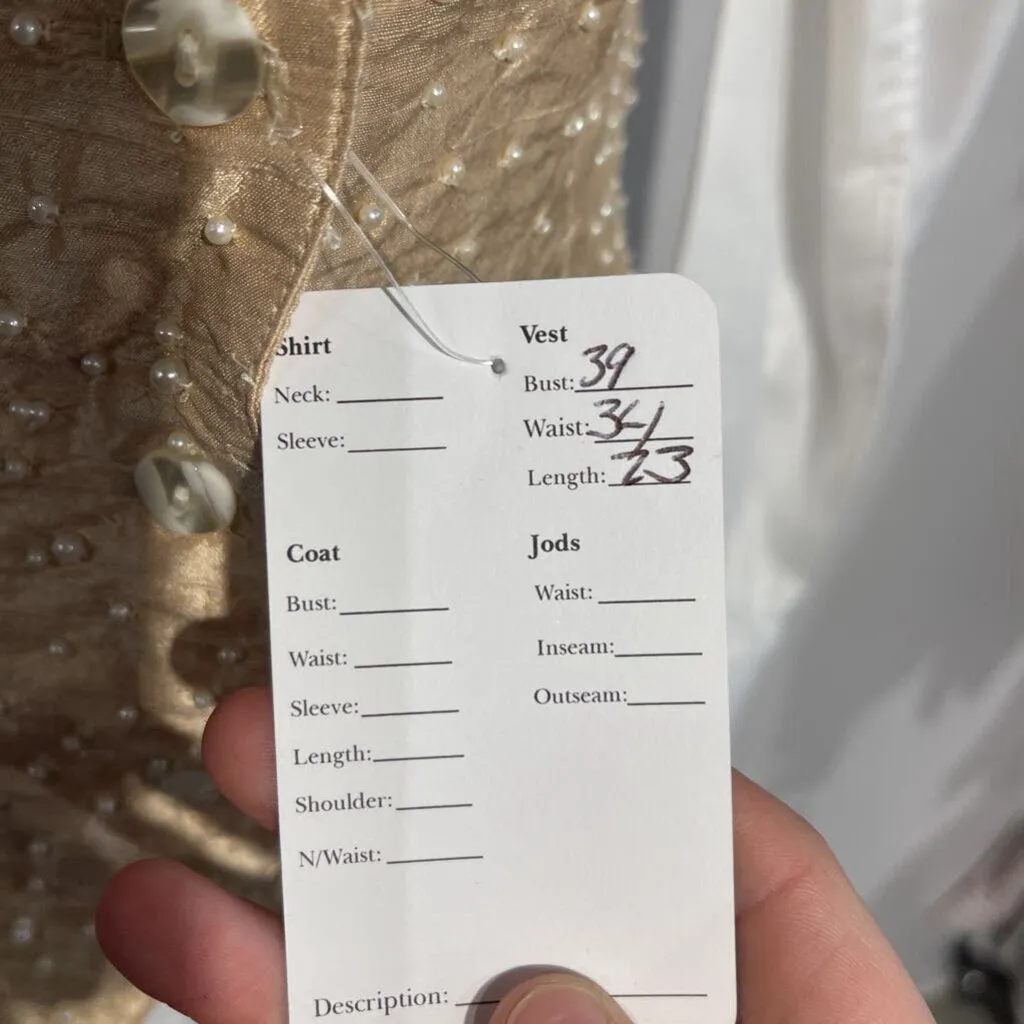 Shirt
Neck:
Sleeve:
Vest
Bust: 39
Waist: 34
Length: 23
Coat
Bust:
Waist:
Sleeve:
Length:
Shoulder:
N/Waist:
Jods
Waist:
Inseam:
Outseam:
Description: